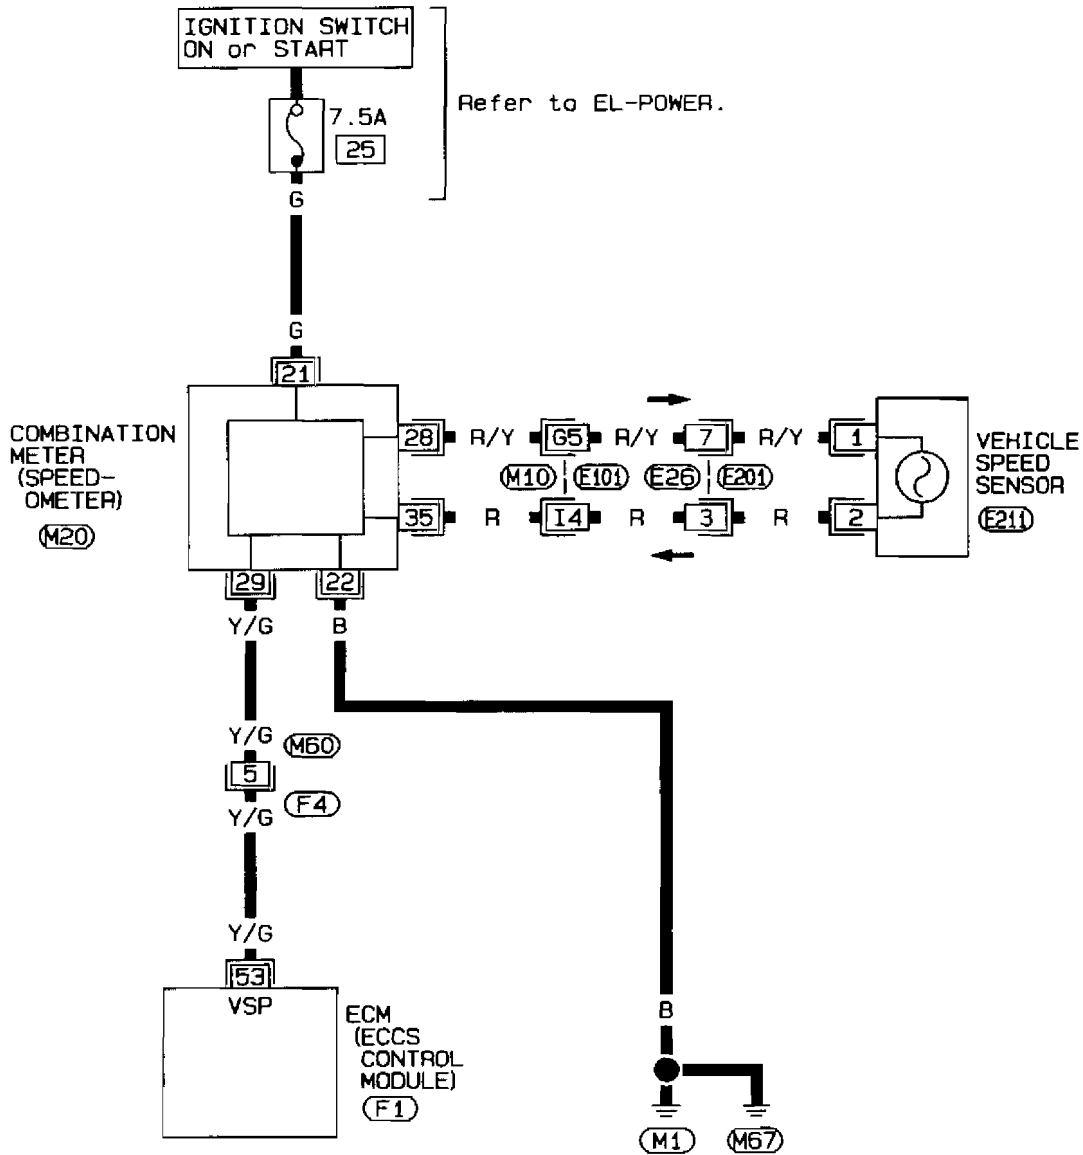 IGNITION SWITCH
ON or START
Refer to EL-POWER.
7.5A
25
G
G
21
COMBINATION
METER
(SPEED-
OMETER)
M20
28 R/Y G5 R/Y 7 R/Y 1
M10 E101 E26 E201
35 R I4 R 3 R 2
VEHICLE
SPEED
SENSOR
E211
29 22
Y/G B
Y/G M60
5
F4
Y/G
Y/G
53
VSP
ECM
(ECCS
CONTROL
MODULE)
F1
B
M1 M67